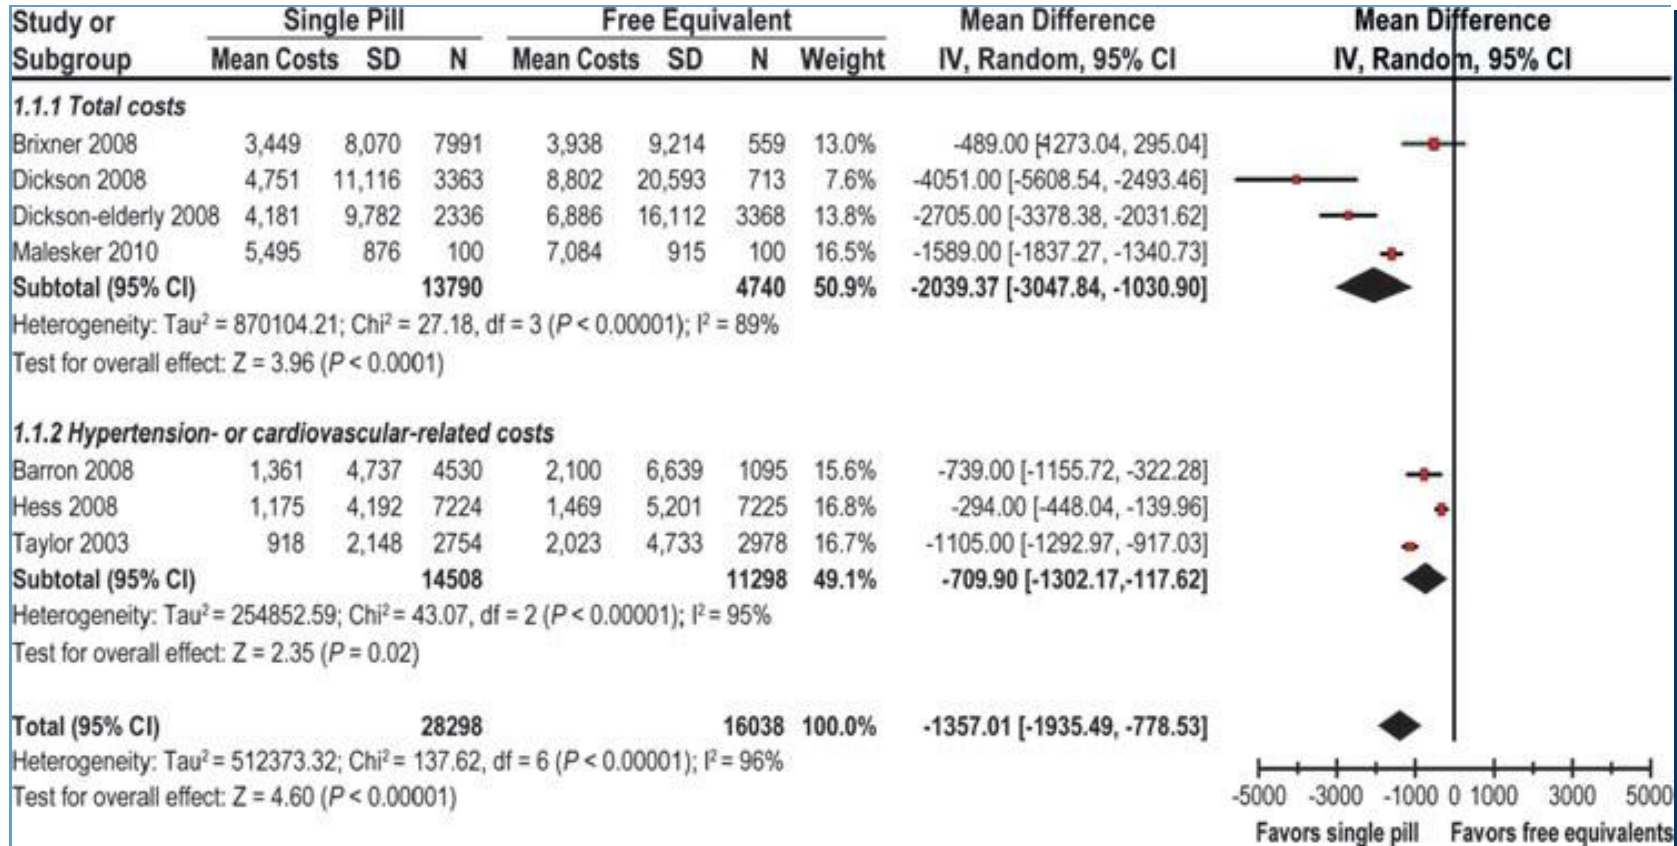 Study or Subgroup Single Pill Free Equivalent Mean Difference Mean Difference
Mean Costs SD N Mean Costs SD N Weight IV, Random, 95% CI IV, Random, 95% CI
1.1.1 Total costs
Brixner 2008 3,449 8,070 7991 3,938 9,214 559 13.0% -489.00 [-1273.04, 295.04]
Dickson 2008 4,751 11,116 3363 8,802 20,593 713 7.6% -4051.00 [-5608.54, -2493.46]
Dickson-elderly 2008 4,181 9,782 2336 6,886 16,112 3368 13.8% -2705.00 [-3378.38, -2031.62]
Malesker 2010 5,495 876 100 7,084 915 100 16.5% -1589.00 [-1837.27, -1340.73]
Subtotal (95% CI) 13790 4740 50.9% -2039.37 [-3047.84, -1030.90]
Heterogeneity: Tau² = 870104.21; Chi² = 27.18, df = 3 (P < 0.00001); I² = 89%
Test for overall effect: Z = 3.96 (P < 0.0001)
1.1.2 Hypertension- or cardiovascular-related costs
Barron 2008 1,361 4,737 4530 2,100 6,639 1095 15.6% -739.00 [-1155.72, -322.28]
Hess 2008 1,175 4,192 7224 1,469 5,201 7225 16.8% -294.00 [-448.04, -139.96]
Taylor 2003 918 2,148 2754 2,023 4,733 2978 16.7% -1105.00 [-1292.97, -917.03]
Subtotal (95% CI) 14508 11298 49.1% -709.90 [-1302.17,-117.62]
Heterogeneity: Tau² = 254852.59; Chi² = 43.07, df = 2 (P < 0.00001); I² = 95%
Test for overall effect: Z = 2.35 (P = 0.02)
Total (95% CI) 28298 16038 100.0% -1357.01 [-1935.49, -778.53]
Heterogeneity: Tau² = 512373.32; Chi² = 137.62, df = 6 (P < 0.00001); I² = 96%
Test for overall effect: Z = 4.60 (P < 0.00001)
-5000 -3000 -1000 0 1000 3000 5000
Favors single pill Favors free equivalents